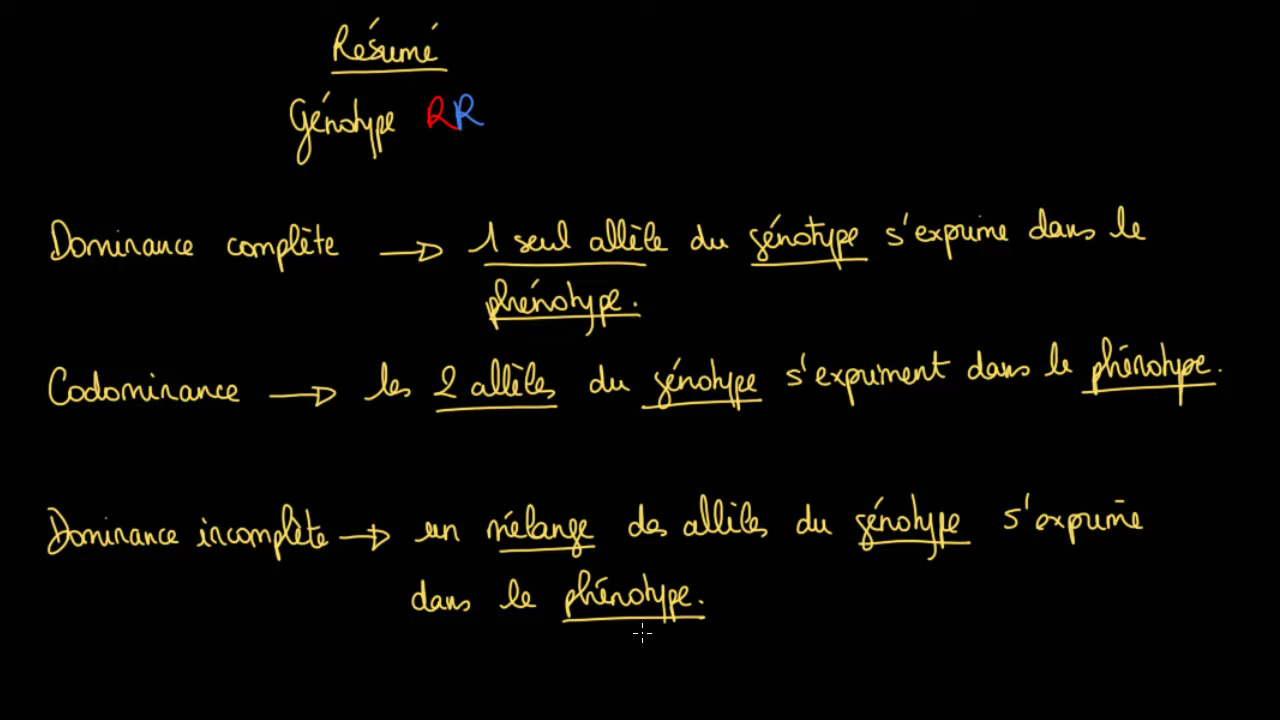 Résumé
Génotype RR
Dominance complète → 1 seul allèle du génotype s'exprime dans le
phénotype.
Codominance → les 2 allèles du génotype s'expriment dans le phénotype.
Dominance incomplète → un mélange des allèles du génotype s'exprime
dans le phénotype.